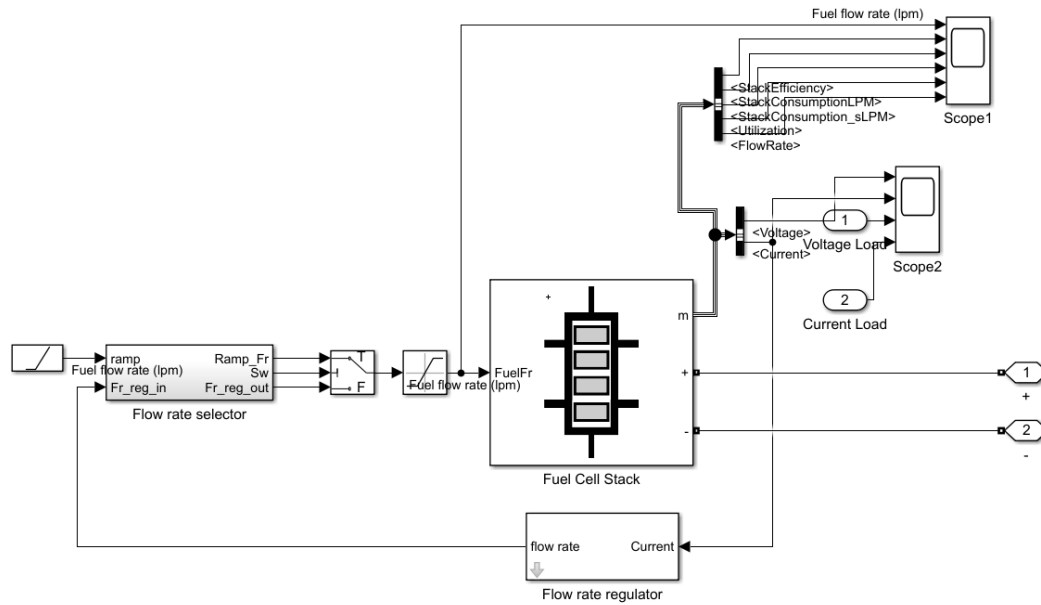 Fuel flow rate (lpm)
<StackEfficiency>
<StackConsumptionLPM>
<StackConsumption_sLPM>
<Utilization>
<FlowRate>
Scope1
1
<Voltage>
Voltage Load
<Current>
Scope2
2
Current Load
+
m
ramp
Ramp_Fr
T
Fuel flow rate (lpm)
Sw
Fr_reg_in
Fr_reg_out
F
Flow rate selector
FuelFr
Fuel flow rate (lpm)
+
1
+
-
2
-
Fuel Cell Stack
flow rate
Current
Flow rate regulator